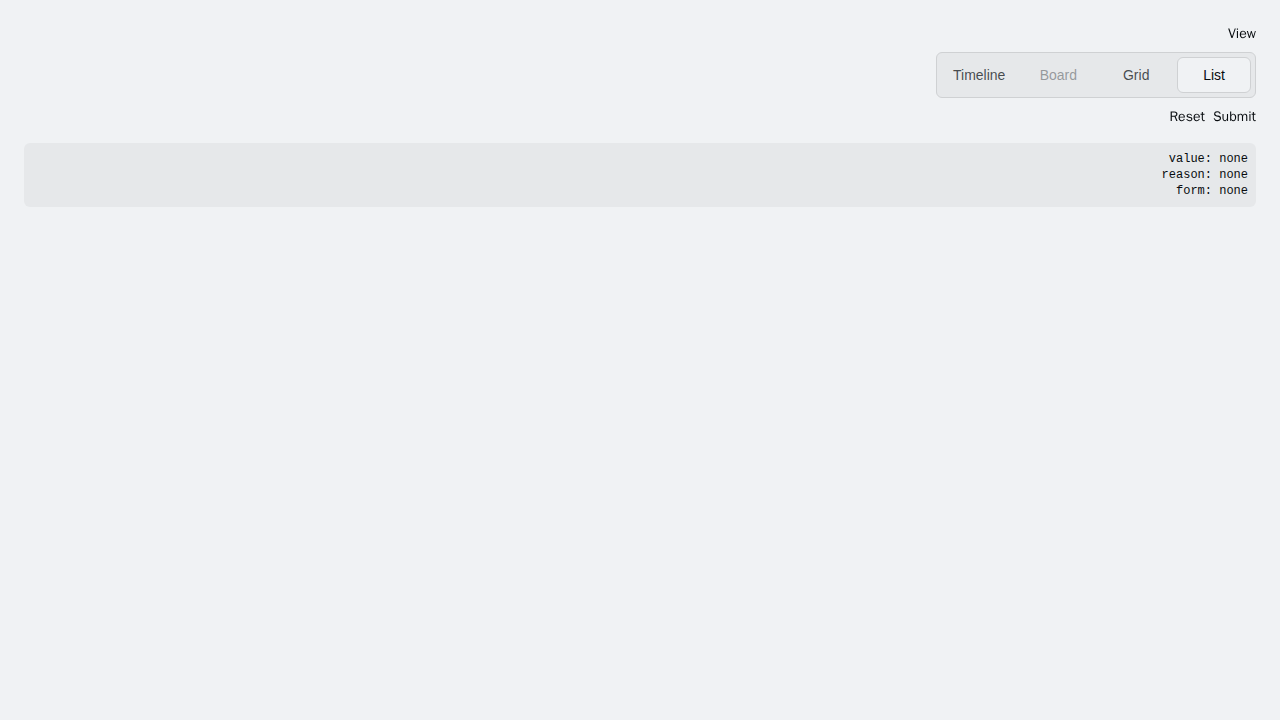 View
Timeline Board Grid List
Reset Submit
value: none
reason: none
form: none